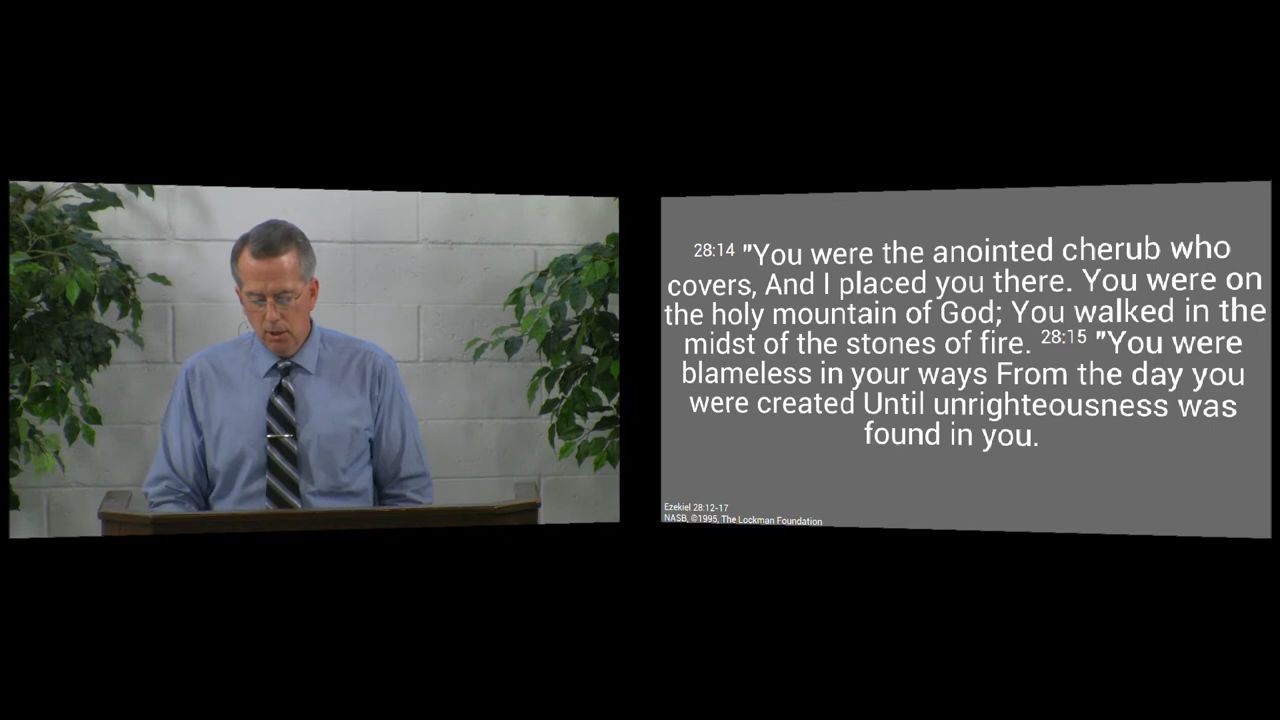 28:14 "You were the anointed cherub who
covers, And I placed you there. You were on
the holy mountain of God; You walked in the
midst of the stones of fire. 28:15 "You were
blameless in your ways From the day you
were created Until unrighteousness was
found in you.
Ezekiel 28:12-17
NASB, ©1995, The Lockman Foundation